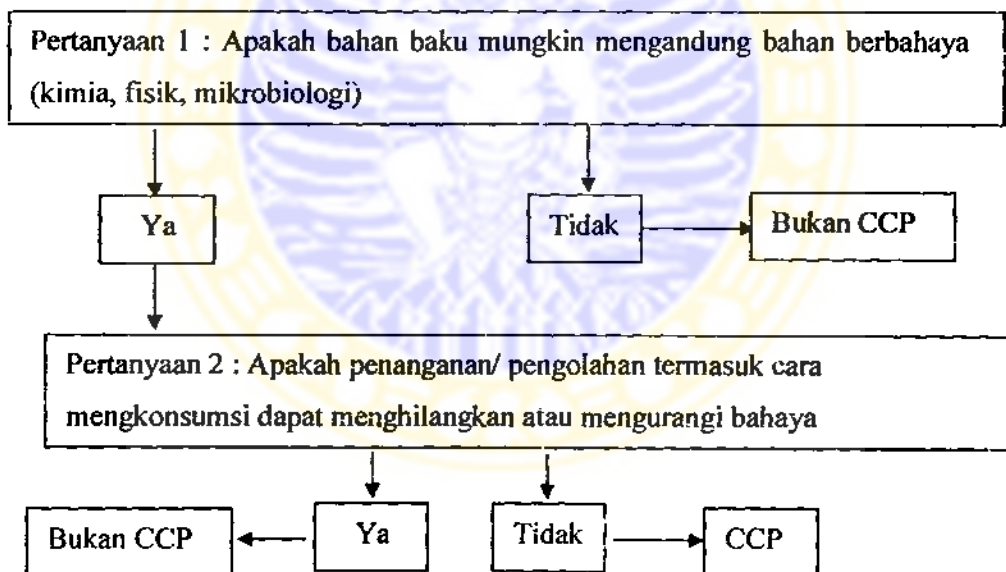 Pertanyaan 1 : Apakah bahan baku mungkin mengandung bahan berbahaya
(kimia, fisik, mikrobiologi)
Ya
Tidak
Bukan CCP
Pertanyaan 2 : Apakah penanganan/ pengolahan termasuk cara
mengkonsumsi dapat menghilangkan atau mengurangi bahaya
Bukan CCP
Ya
Tidak
CCP